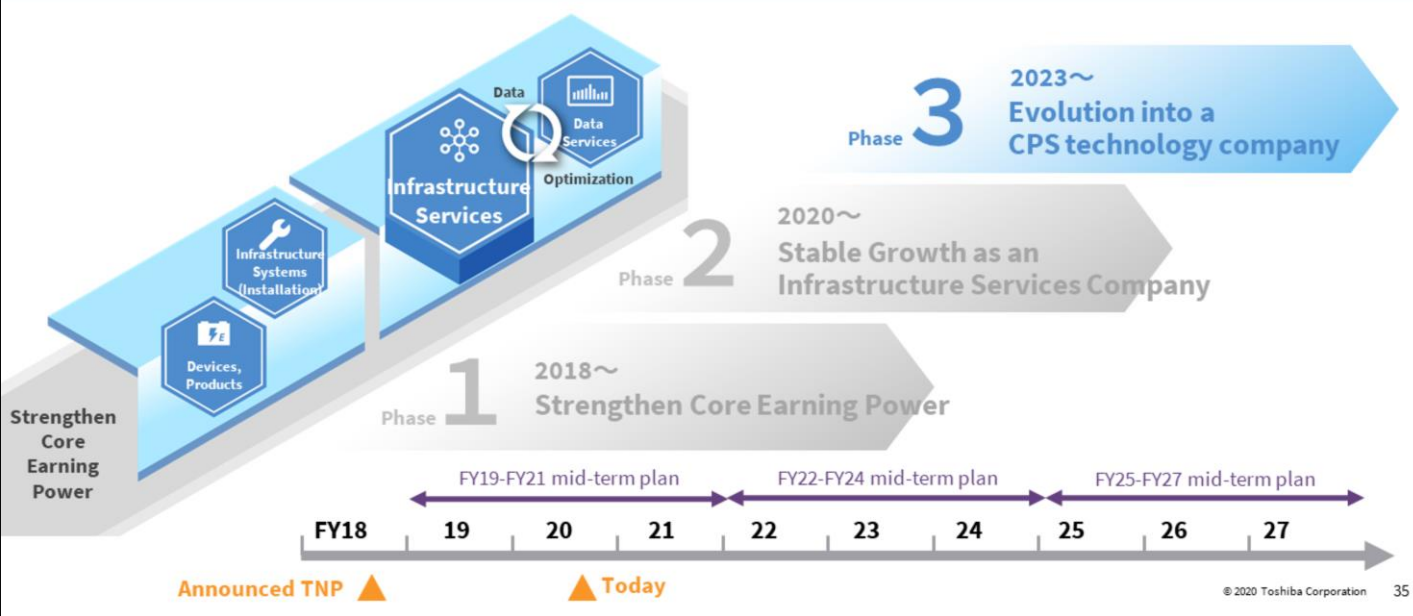 Data
Data
Services
Infrastructure
Services
Optimization
Infrastructure
Systems
(Installation)
E
Devices,
Products
Strengthen
Core
Earning
Power
Phase 3
2023～
Evolution into a
CPS technology company
Phase 2
2020～
Stable Growth as an
Infrastructure Services Company
Phase 1
2018～
Strengthen Core Earning Power
FY19-FY21 mid-term plan
FY22-FY24 mid-term plan
FY25-FY27 mid-term plan
FY18 19 20 21 22 23 24 25 26 27
Announced TNP
Today
© 2020 Toshiba Corporation 35